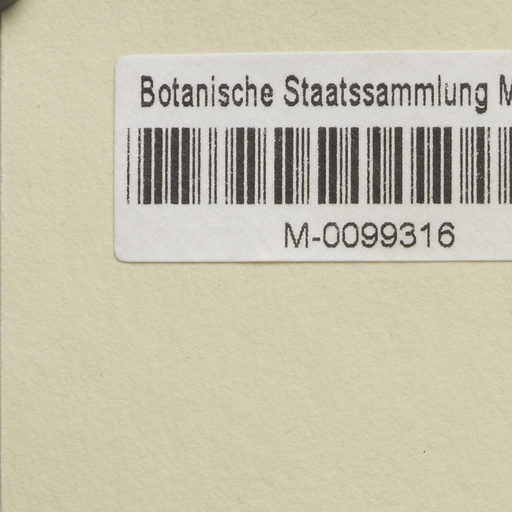 Botanische Staatssammlung M
M-0099316